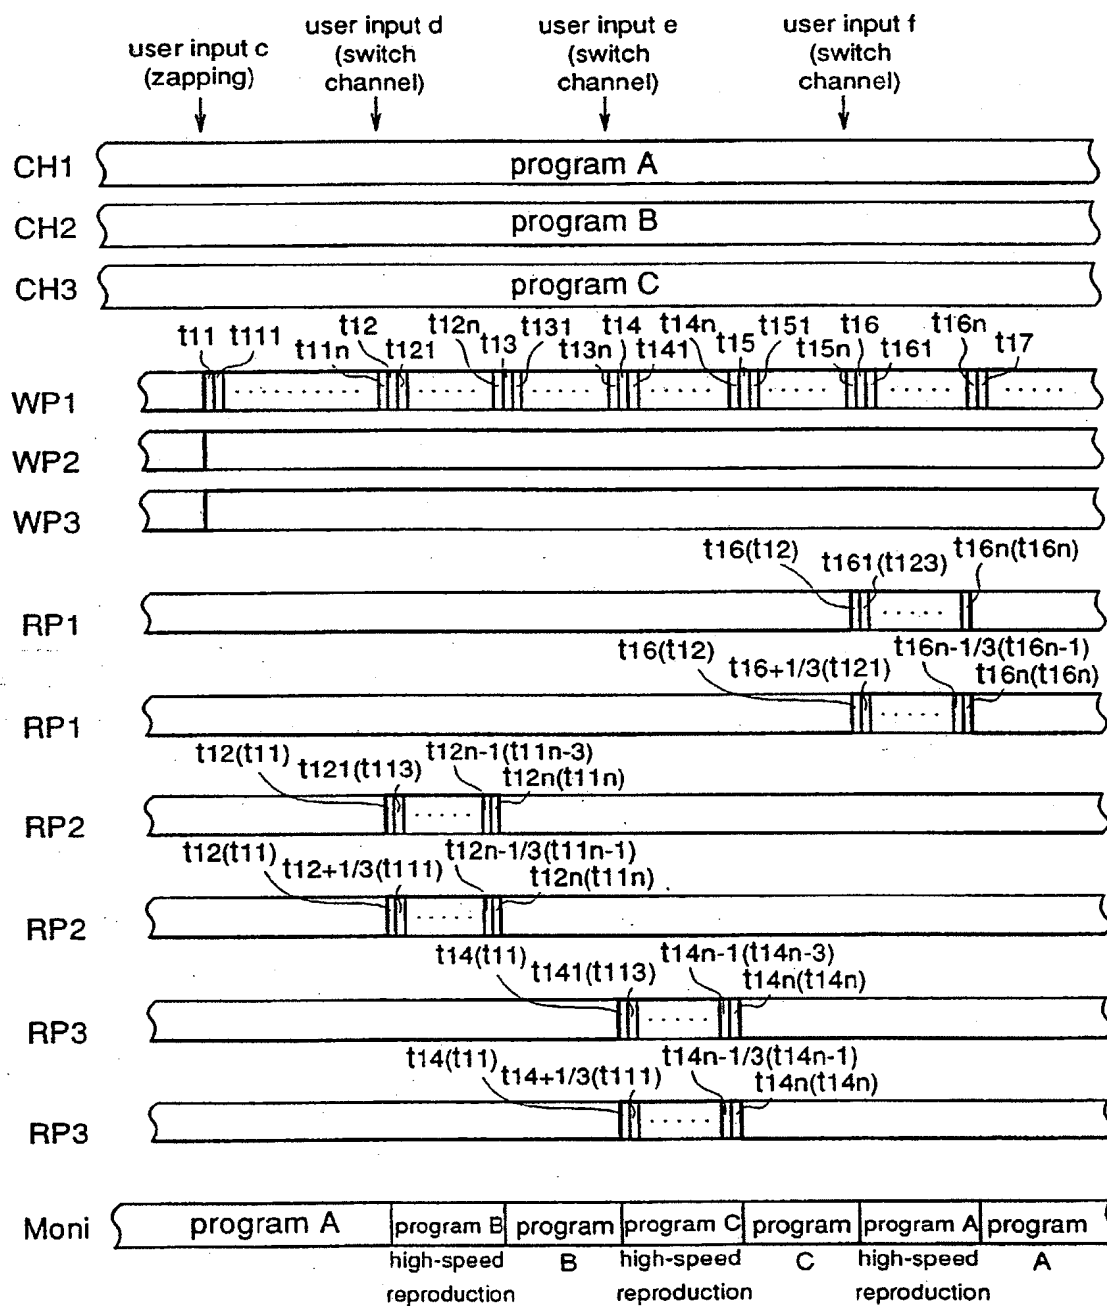 user input c
(zapping)
user input d
(switch
channel)
user input e
(switch
channel)
user input f
(switch
channel)
CH1
program A
CH2
program B
CH3
program C
t11
t111
t11n
t12
t121
t12n
t13
t131
t13n
t14
t141
t14n
t15
t151
t15n
t16
t161
t16n
t17
WP1
WP2
WP3
t16(t12)
t161(t123)
t16n(t16n)
RP1
t16(t12)
t16+1/3(t121)
t16n-1/3(t16n-1)
t16n(t16n)
RP1
t12(t11)
t121(t113)
t12n-1(t11n-3)
t12n(t11n)
RP2
t12(t11)
t12+1/3(t111)
t12n-1/3(t11n-1)
t12n(t11n)
RP2
t14(t11)
t141(t113)
t14n-1(t14n-3)
t14n(t14n)
RP3
t14(t11)
t14+1/3(t111)
t14n-1/3(t14n-1)
t14n(t14n)
RP3
Moni
program A
program B
high-speed
reproduction
program
B
program C
high-speed
reproduction
program
C
program A
high-speed
reproduction
program
A